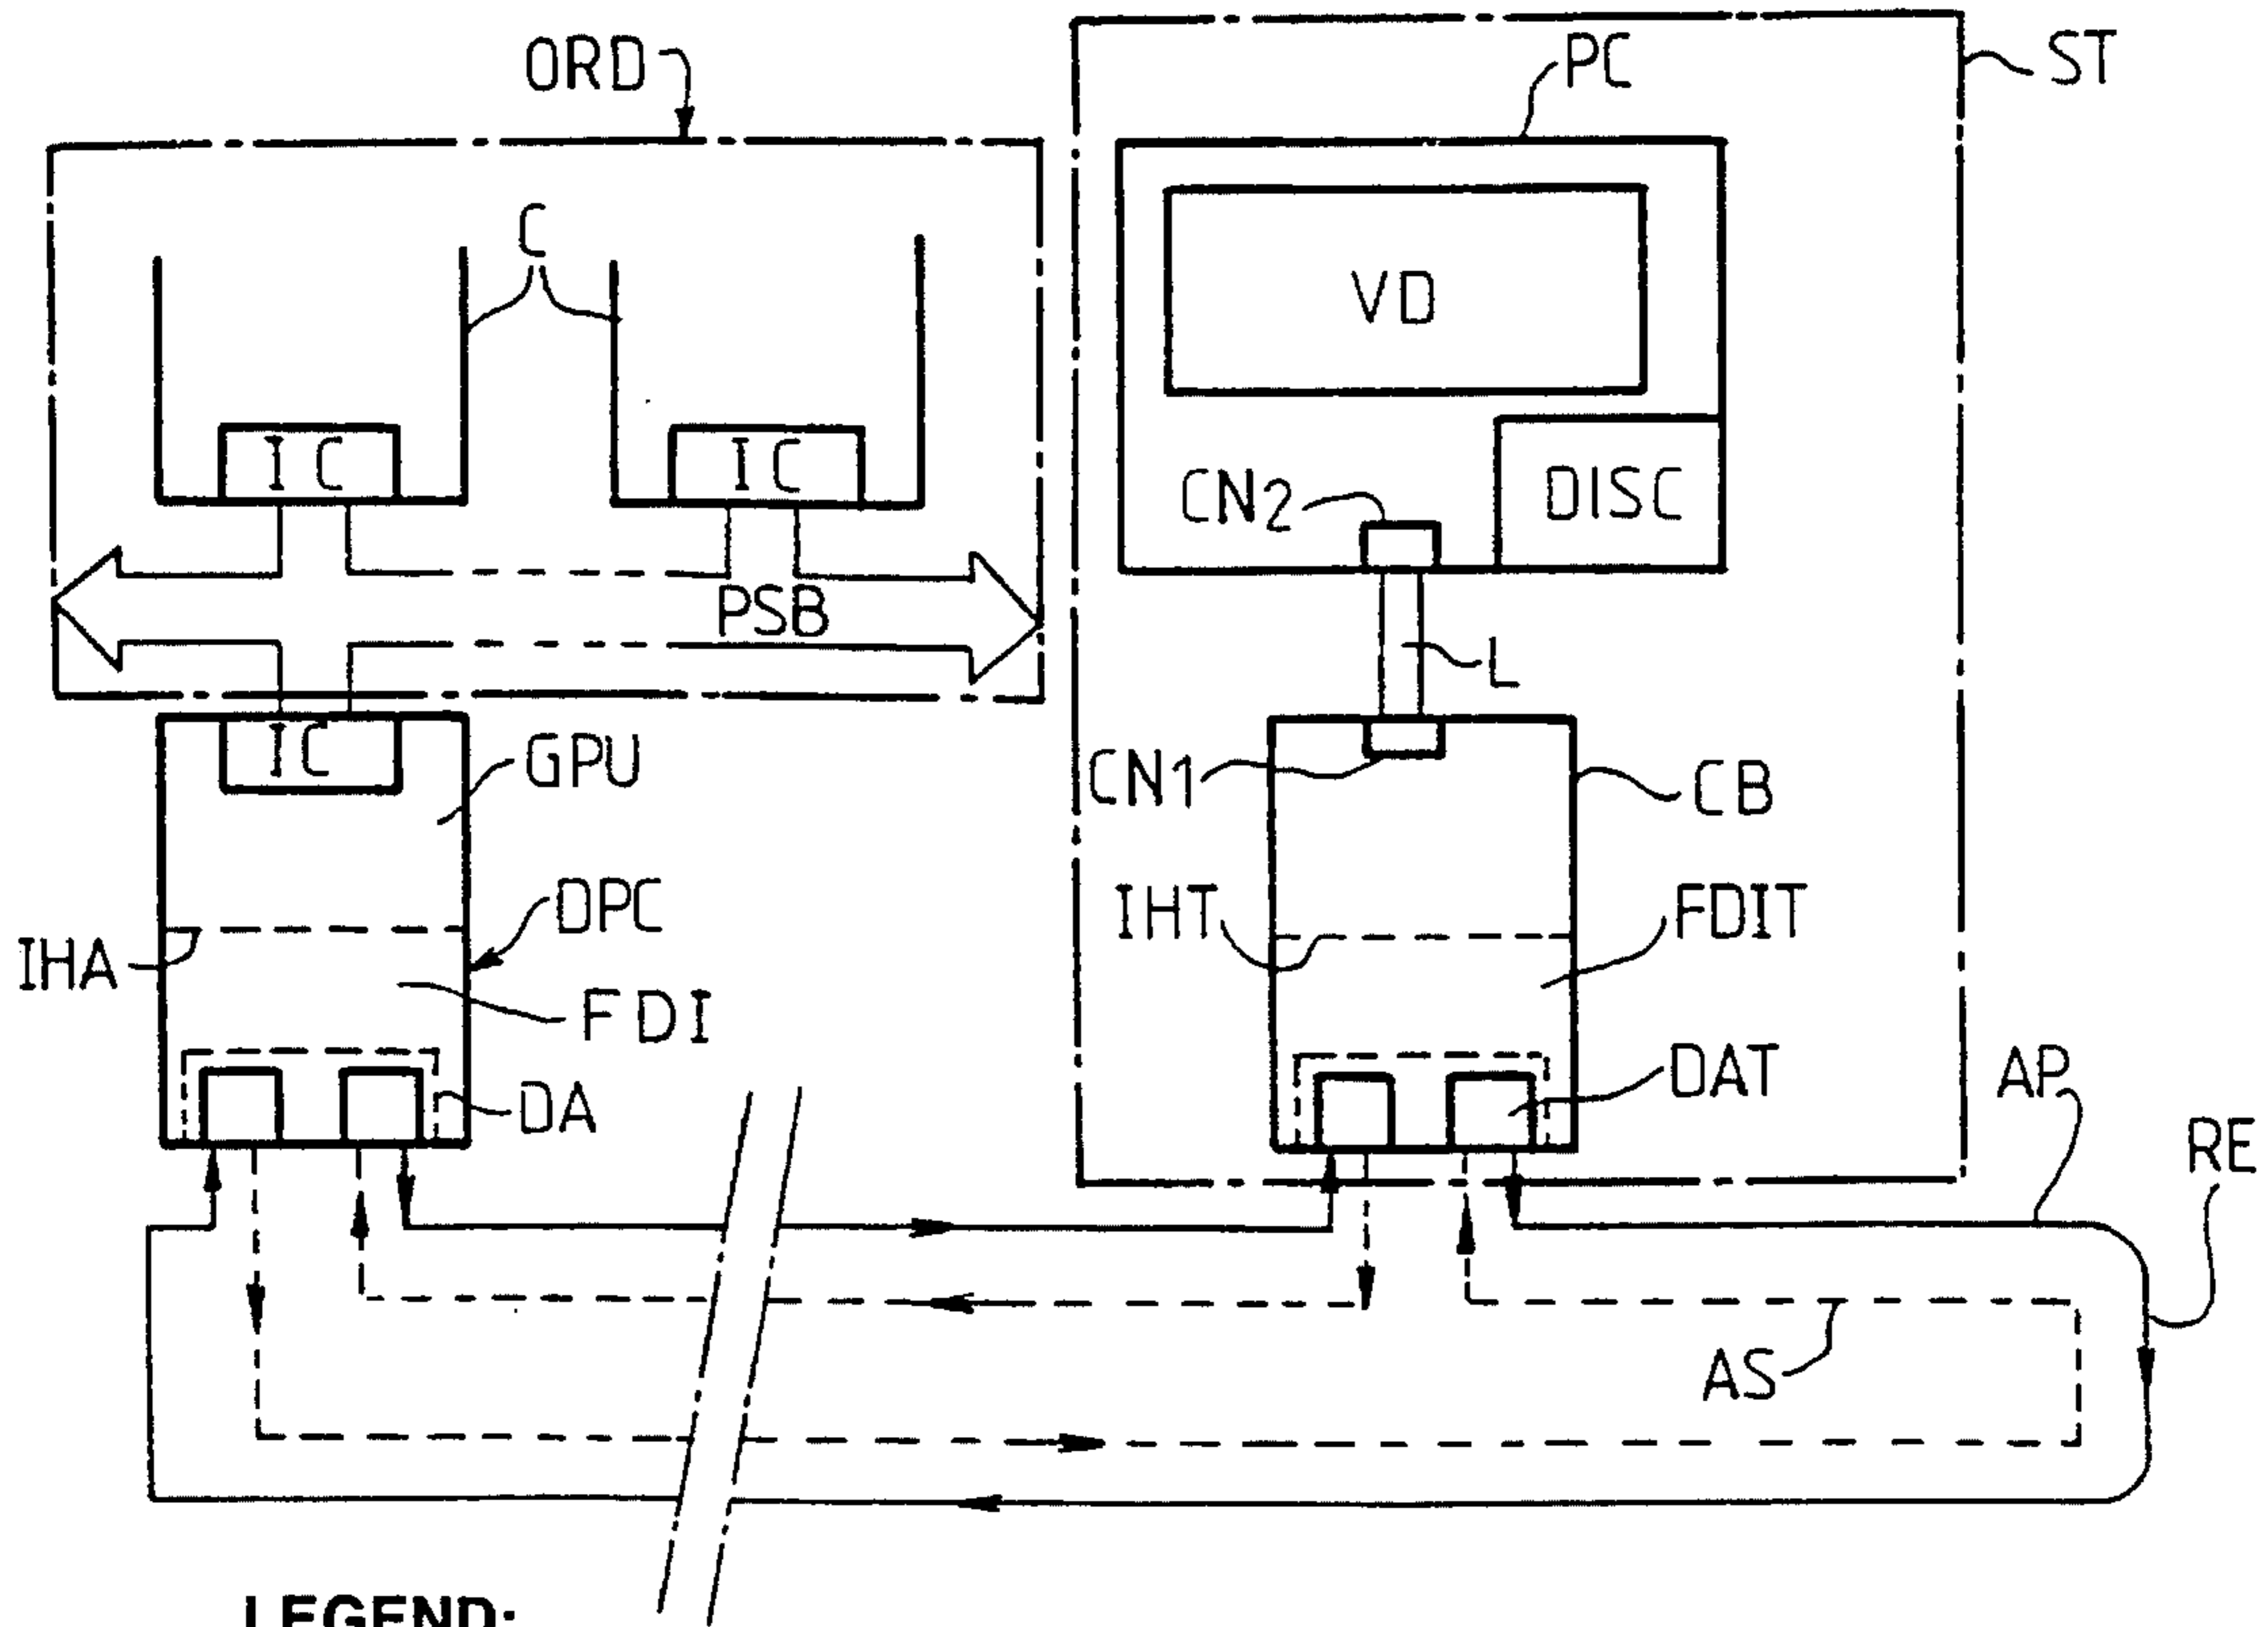 ORD
PC
ST
C
VD
IC
IC
CN2
DISC
PSB
L
IC
GPU
CN1
CB
DPC
IHT
FDIT
IHA
FDI
DA
DAT
AP
RE
AS
LEGEND: